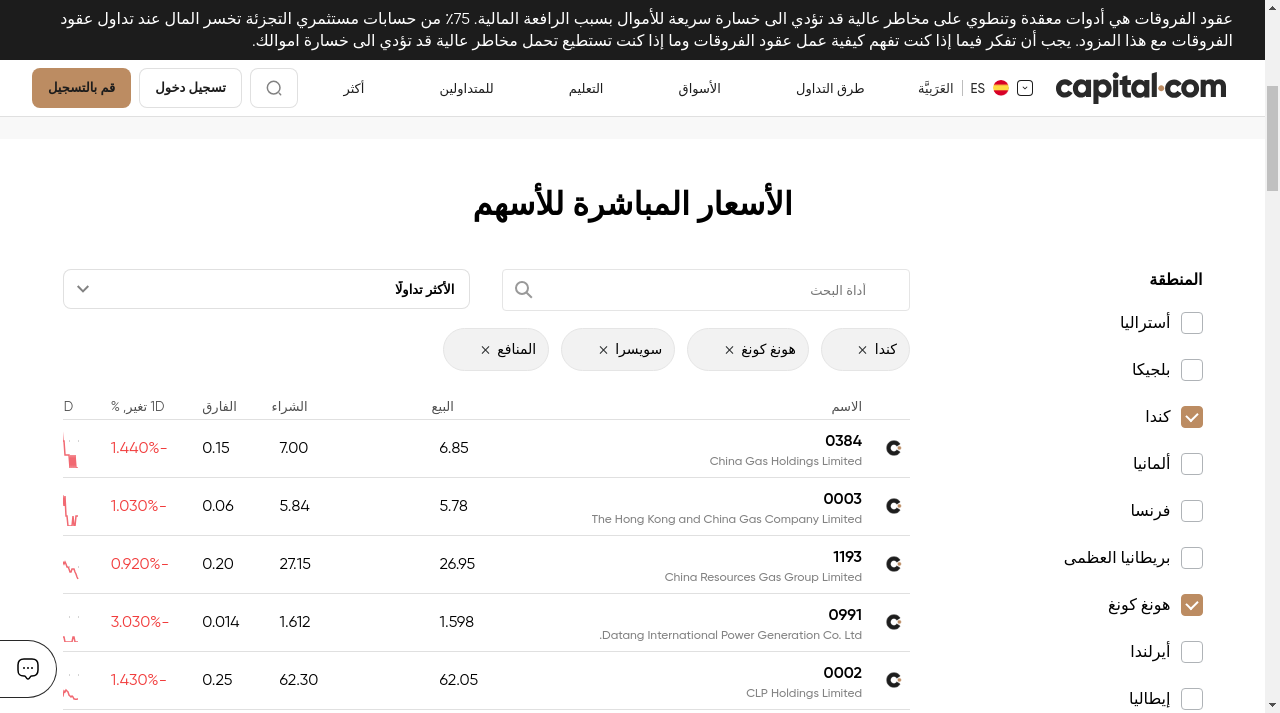 عقود الفروقات هي أدوات معقدة وتنطوي على مخاطر عالية قد تؤدي الى خسارة سريعة للأموال بسبب الرافعة المالية. 75٪ من حسابات مستثمري التجزئة تخسر المال عند تداول عقود
الفروقات مع هذا المزود. يجب أن تفكر فيما إذا كنت تفهم كيفية عمل عقود الفروقات وما إذا كنت تستطيع تحمل مخاطر عالية قد تؤدي الى خسارة اموالك.
capital.com ES العَرَبيَّة طرق التداول الأسواق التعليم للمتداولين أكثر تسجيل دخول قم بالتسجيل
الأسعار المباشرة للأسهم
المنطقة
أستراليا
بلجيكا
كندا
ألمانيا
فرنسا
بريطانيا العظمى
هونغ كونغ
أيرلندا
إيطاليا
أداة البحث
الأكثر تداولًا
كندا × هونغ كونغ × سويسرا × المنافع ×
الاسم البيع الشراء الفارق 1D تغير, % D
0384 6.85 7.00 0.15 -1.440%
China Gas Holdings Limited
0003 5.78 5.84 0.06 -1.030%
The Hong Kong and China Gas Company Limited
1193 26.95 27.15 0.20 -0.920%
China Resources Gas Group Limited
0991 1.598 1.612 0.014 -3.030%
Datang International Power Generation Co. Ltd.
0002 62.05 62.30 0.25 -1.430%
CLP Holdings Limited